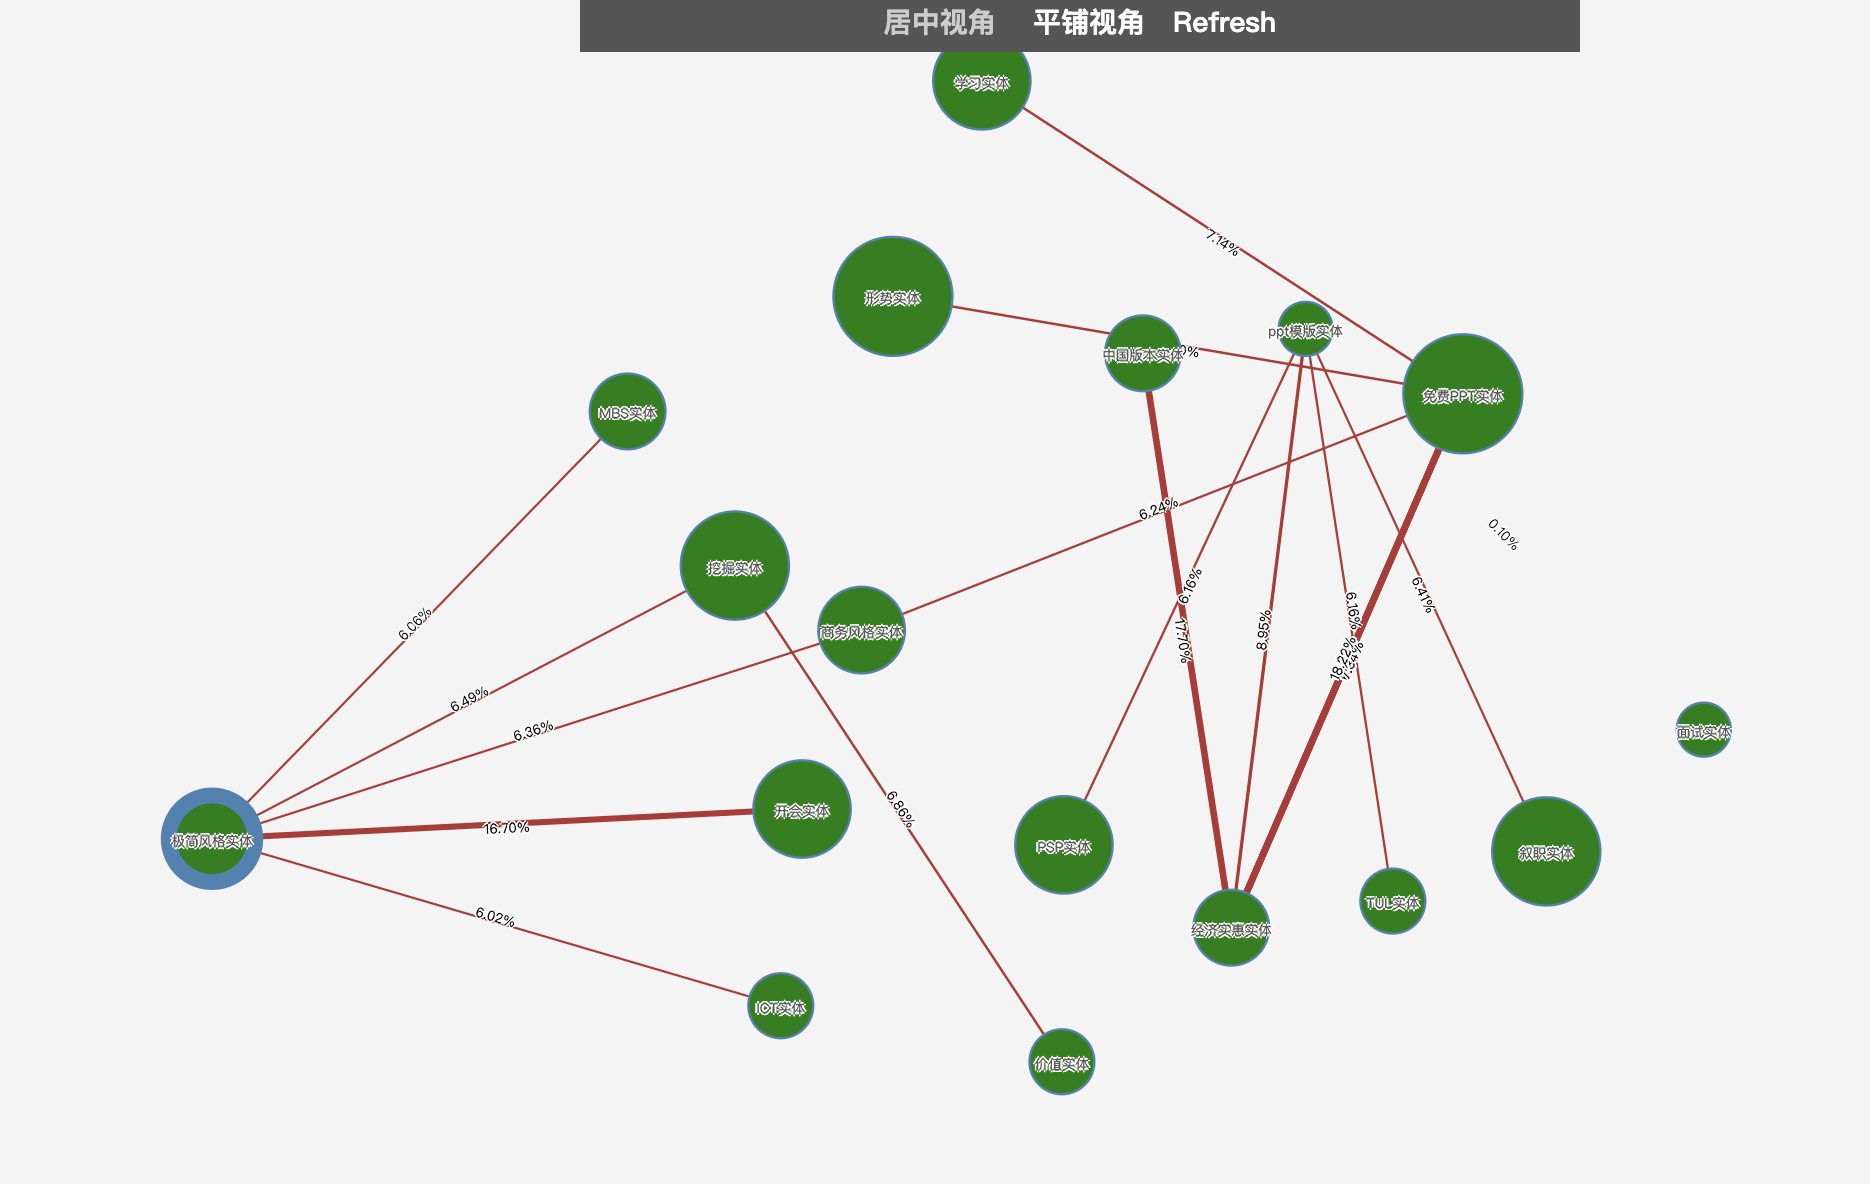 居中视角 平铺视角 Refresh
学习实体
7.14%
形势实体
ppt模版实体
中国版本实体
0%
免费PPT实体
MBS实体
6.24%
0.10%
挖掘实体
6.16%
6.41%
6.16%
8.95%
商务风格实体
6.06%
17.70%
18.22%
6.49%
6.36%
面试实体
开会实体
6.86%
16.70%
极简风格实体
PSP实体
叙职实体
TUL实体
6.02%
经济实惠实体
ICT实体
价值实体